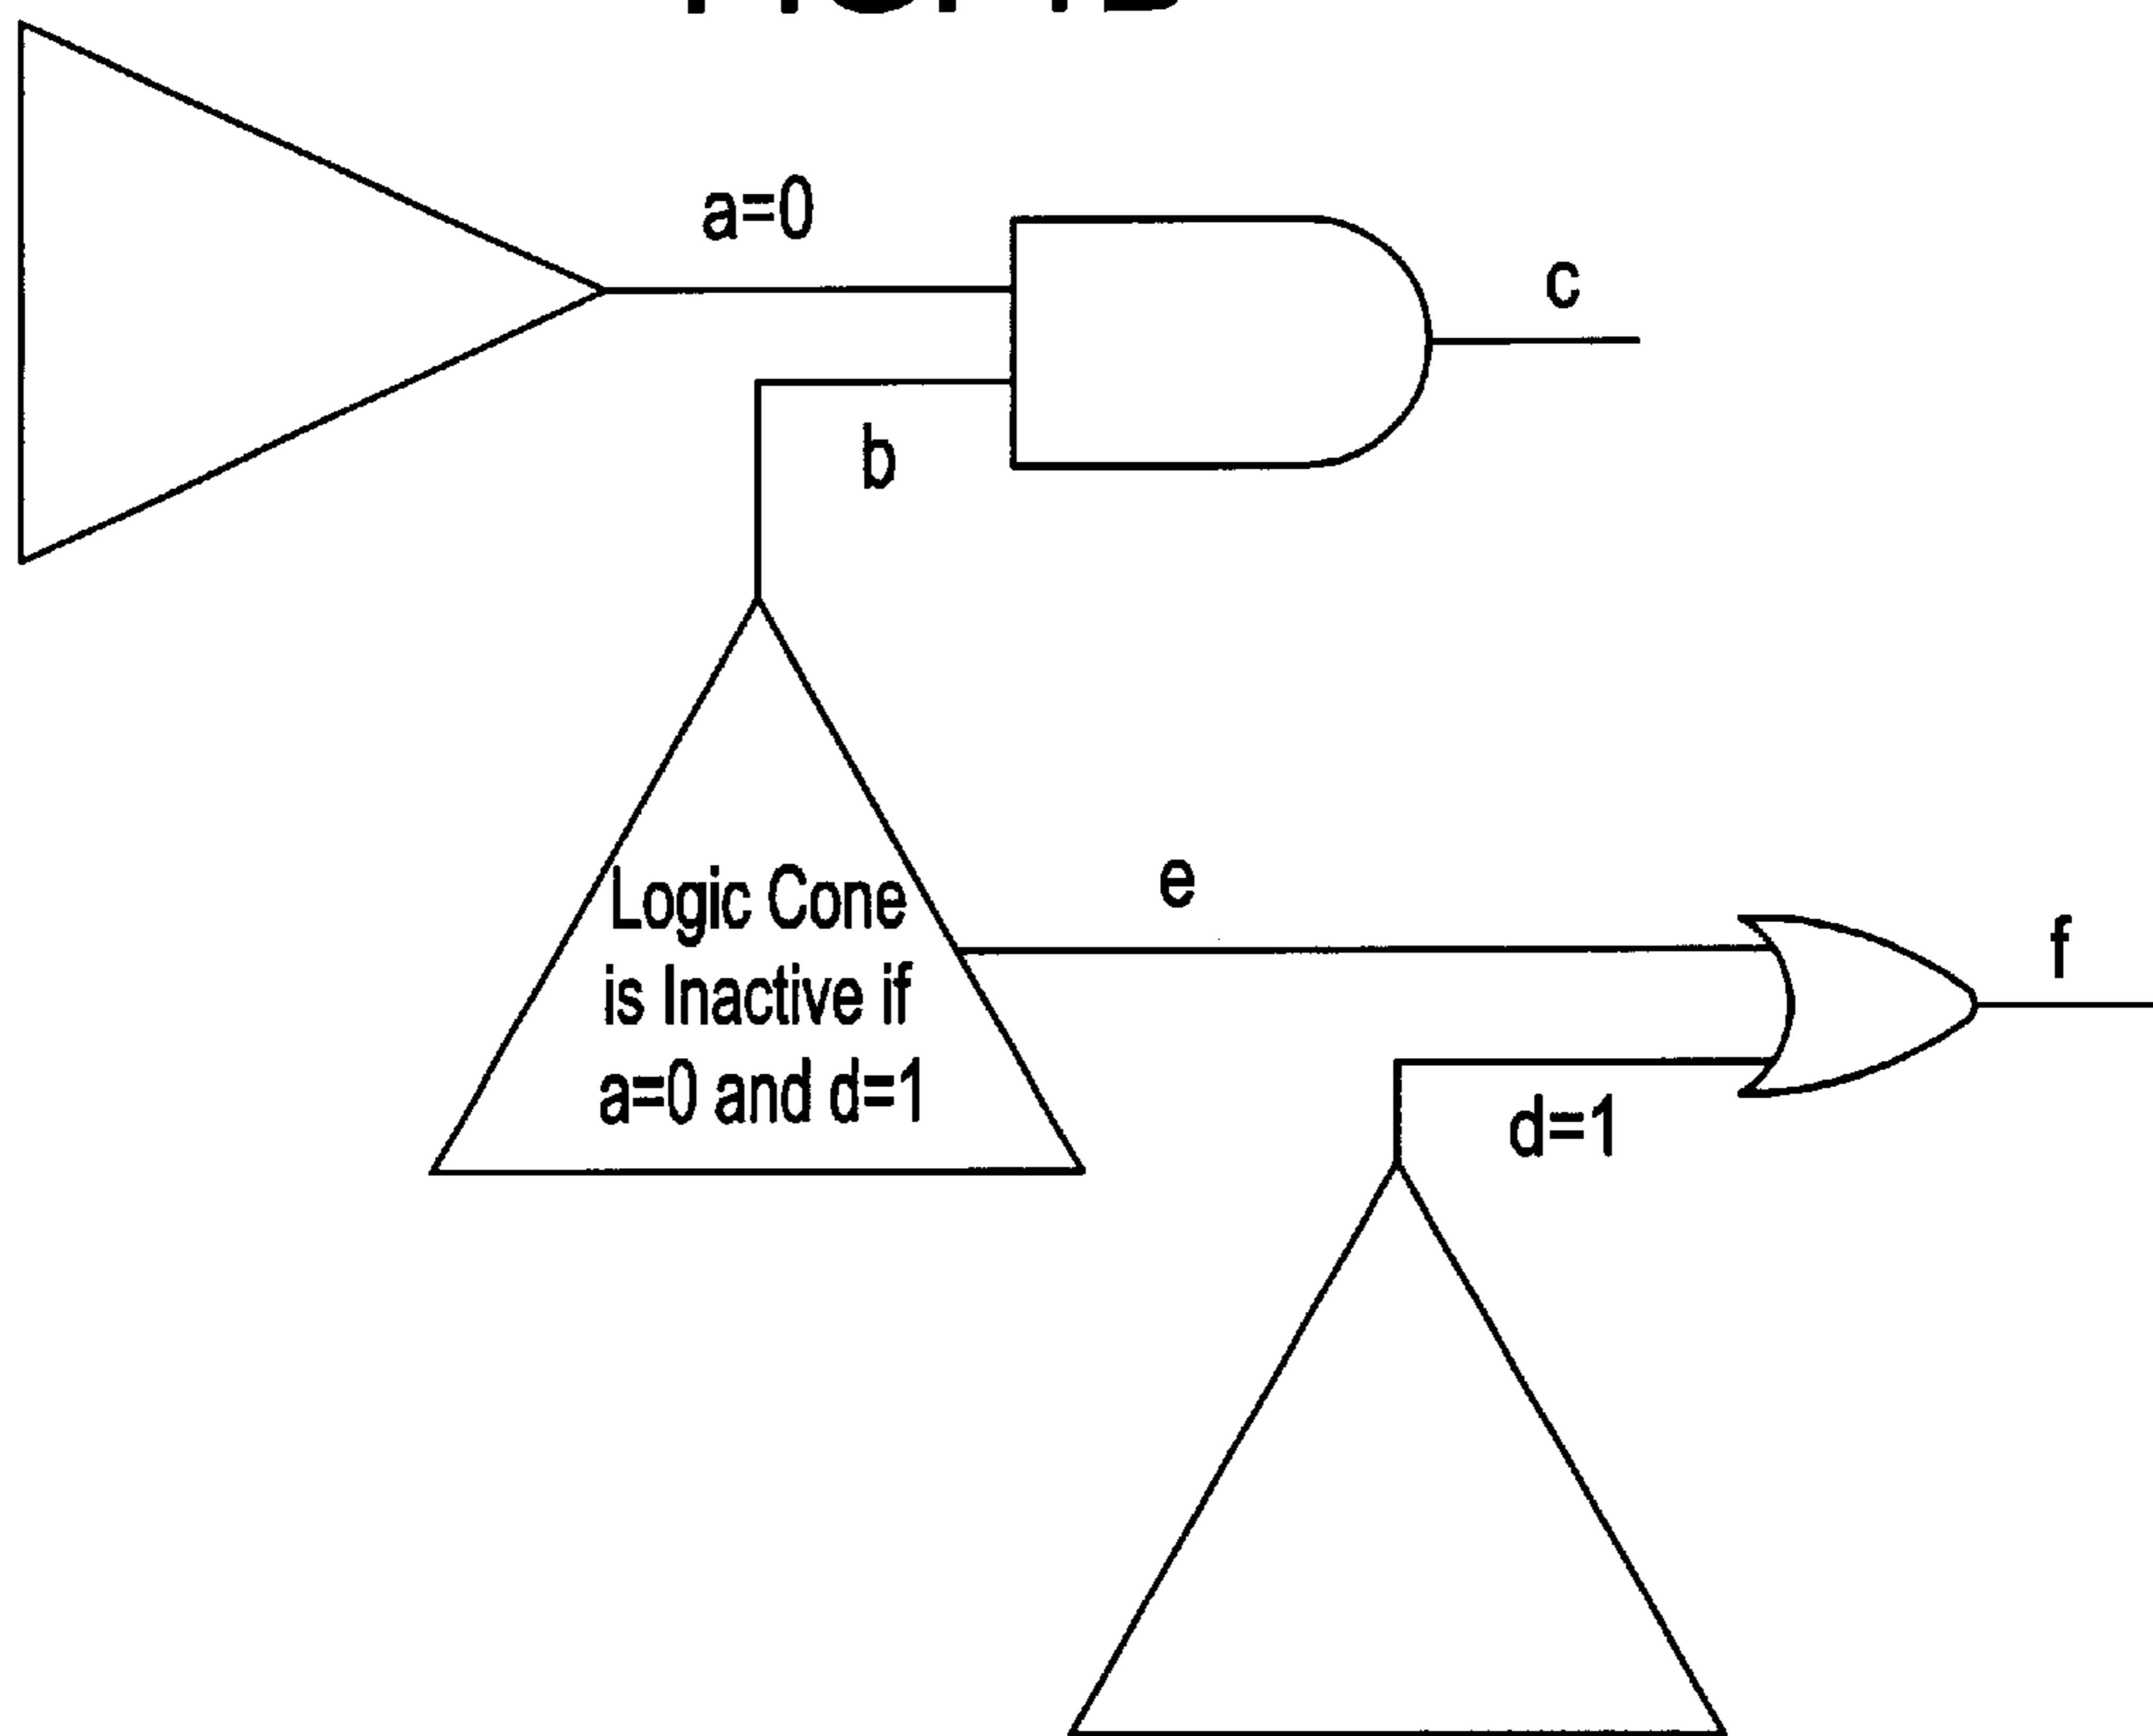 a=0
c
b
Logic Cone
is Inactive if
a=0 and d=1
e
f
d=1